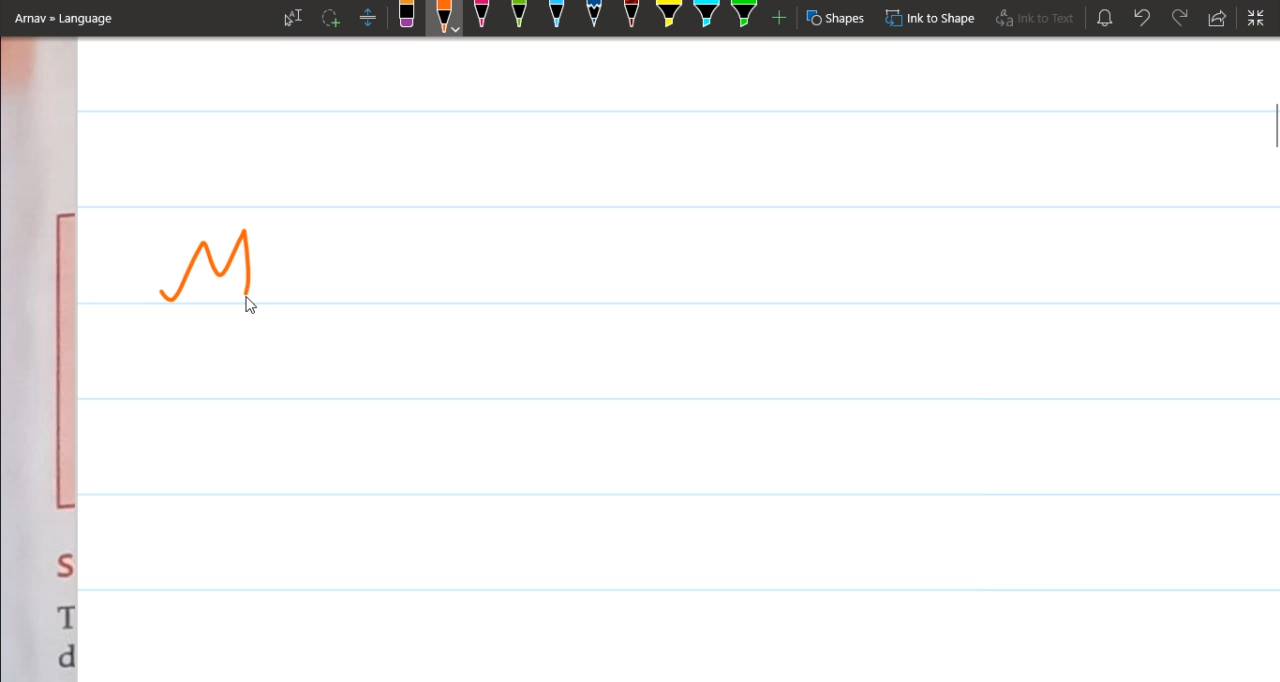 Arnav » Language
Shapes
Ink to Shape
Ink to Text
M
S
T
d